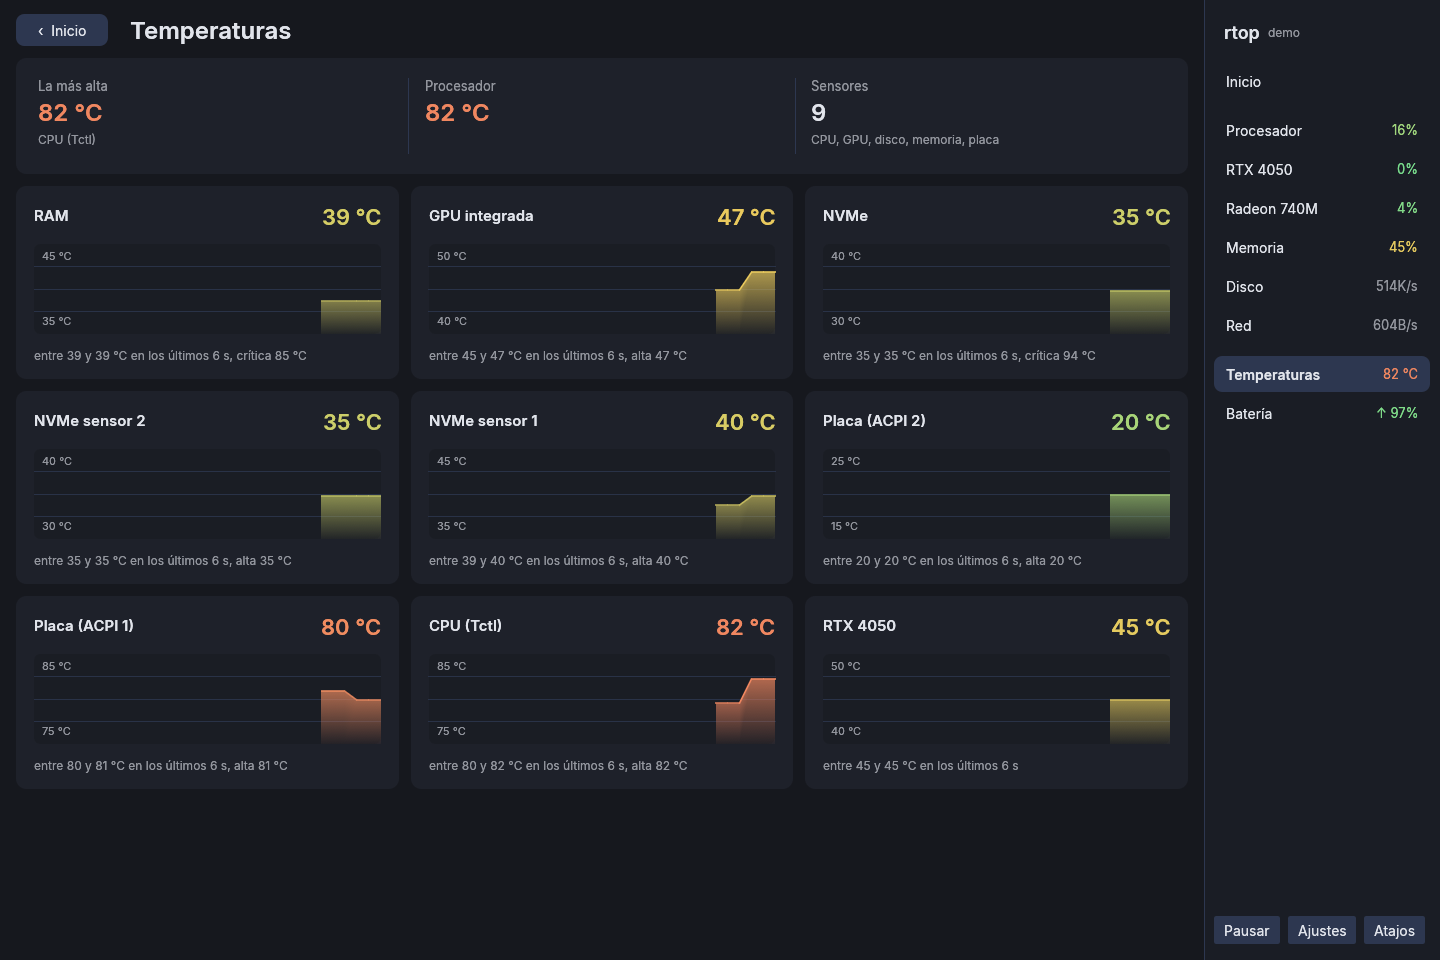 ‹ Inicio
Temperaturas
La más alta
82 °C
CPU (Tctl)
Procesador
82 °C
Sensores
9
CPU, GPU, disco, memoria, placa
RAM
39 °C
45 °C
35 °C
entre 39 y 39 °C en los últimos 6 s, crítica 85 °C
GPU integrada
47 °C
50 °C
40 °C
entre 45 y 47 °C en los últimos 6 s, alta 47 °C
NVMe
35 °C
40 °C
30 °C
entre 35 y 35 °C en los últimos 6 s, crítica 94 °C
NVMe sensor 2
35 °C
40 °C
30 °C
entre 35 y 35 °C en los últimos 6 s, alta 35 °C
NVMe sensor 1
40 °C
45 °C
35 °C
entre 39 y 40 °C en los últimos 6 s, alta 40 °C
Placa (ACPI 2)
20 °C
25 °C
15 °C
entre 20 y 20 °C en los últimos 6 s, alta 20 °C
Placa (ACPI 1)
80 °C
85 °C
75 °C
entre 80 y 81 °C en los últimos 6 s, alta 81 °C
CPU (Tctl)
82 °C
85 °C
75 °C
entre 80 y 82 °C en los últimos 6 s, alta 82 °C
RTX 4050
45 °C
50 °C
40 °C
entre 45 y 45 °C en los últimos 6 s
rtop demo
Inicio
Procesador 16%
RTX 4050 0%
Radeon 740M 4%
Memoria 45%
Disco 514K/s
Red 604B/s
Temperaturas 82 °C
Batería ↑ 97%
Pausar Ajustes Atajos